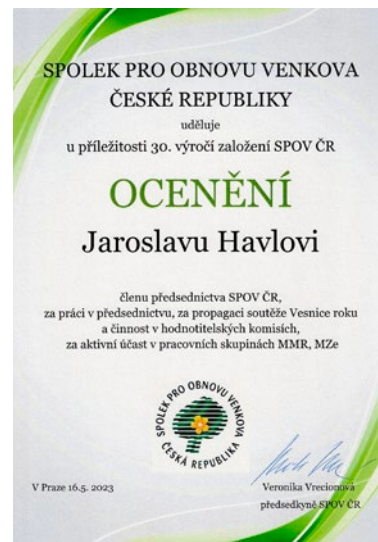 SPOLEK PRO OBNOVU VENKOVA
ČESKÉ REPUBLIKY
uděluje
u příležitosti 30. výročí založení SPOV ČR
OCENĚNÍ
Jaroslavu Havlovi
členu předsednictva SPOV ČR,
za práci v předsednictvu, za propagaci soutěže Vesnice roku
a činnost v hodnotitelských komisích,
za aktivní účast v pracovních skupinách MMR, MZe
SPOLEK PRO OBNOVU VENKOVA
ČESKÁ REPUBLIKA
V Praze 16.5. 2023
Veronika Vrecionová
předsedkyně SPOV ČR